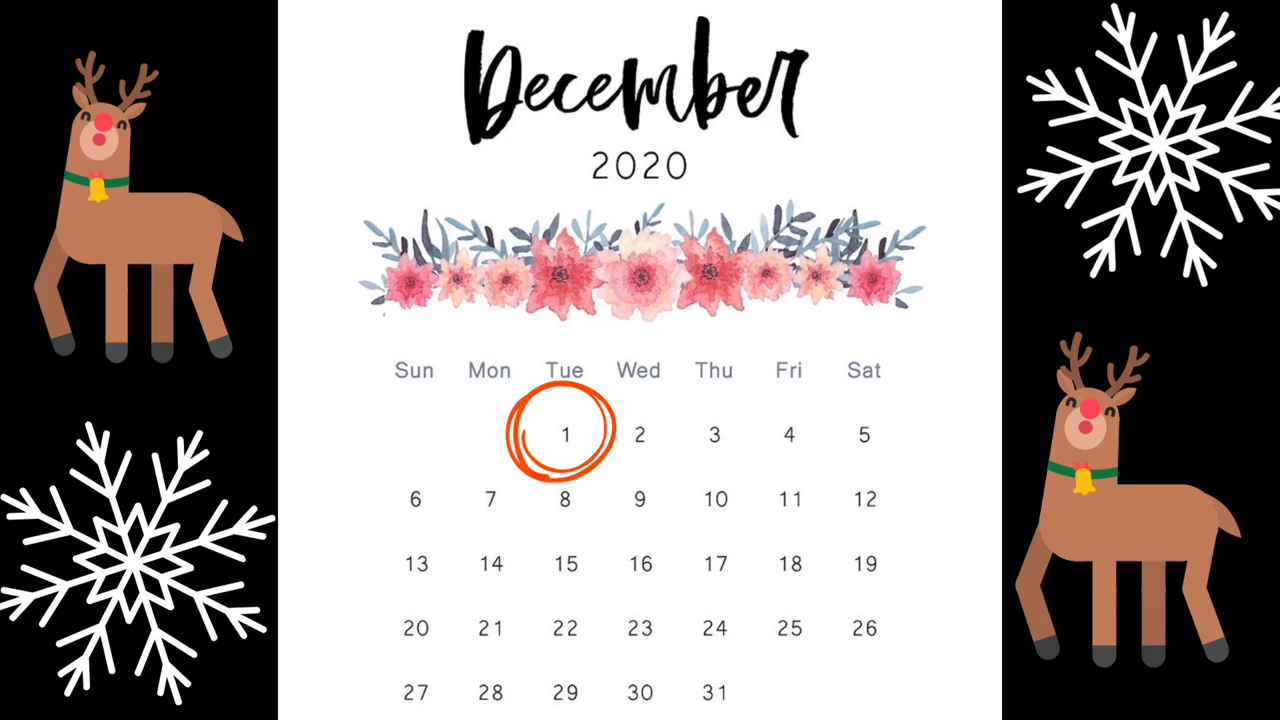 December
2020
Sun Mon Tue Wed Thu Fri Sat
1 2 3 4 5
6 7 8 9 10 11 12
13 14 15 16 17 18 19
20 21 22 23 24 25 26
27 28 29 30 31